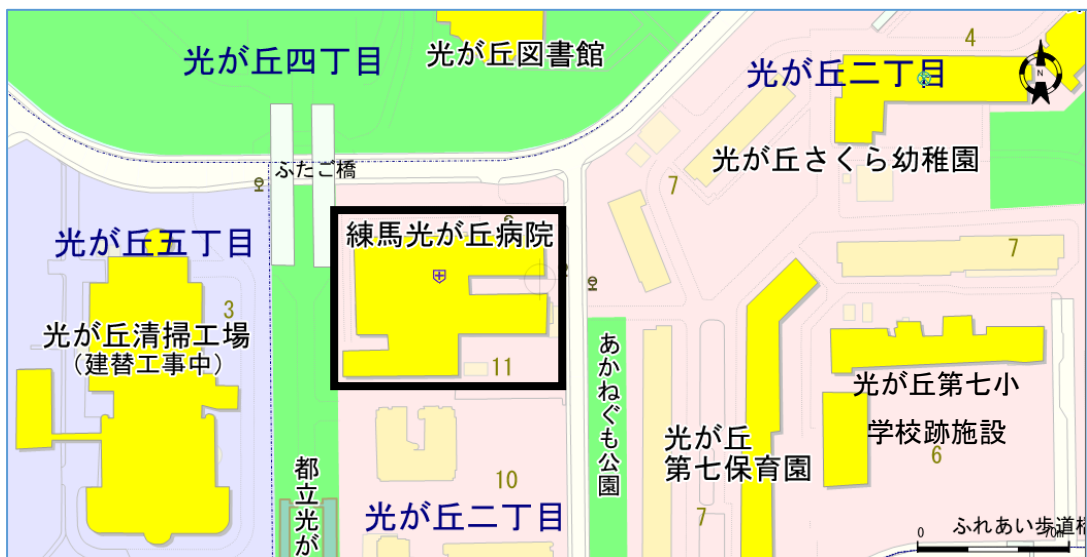 光が丘四丁目
光が丘図書館
光が丘二丁目
4
N
ふたご橋
光が丘さくら幼稚園
7
練馬光が丘病院
光が丘五丁目
7
3
光が丘清掃工場
(建替工事中)
11
あかねぐも公園
光が丘第七小
学校跡施設
6
光が丘
第七保育園
10
都立光が
光が丘二丁目
7
ふれあい歩道橋
0
70m